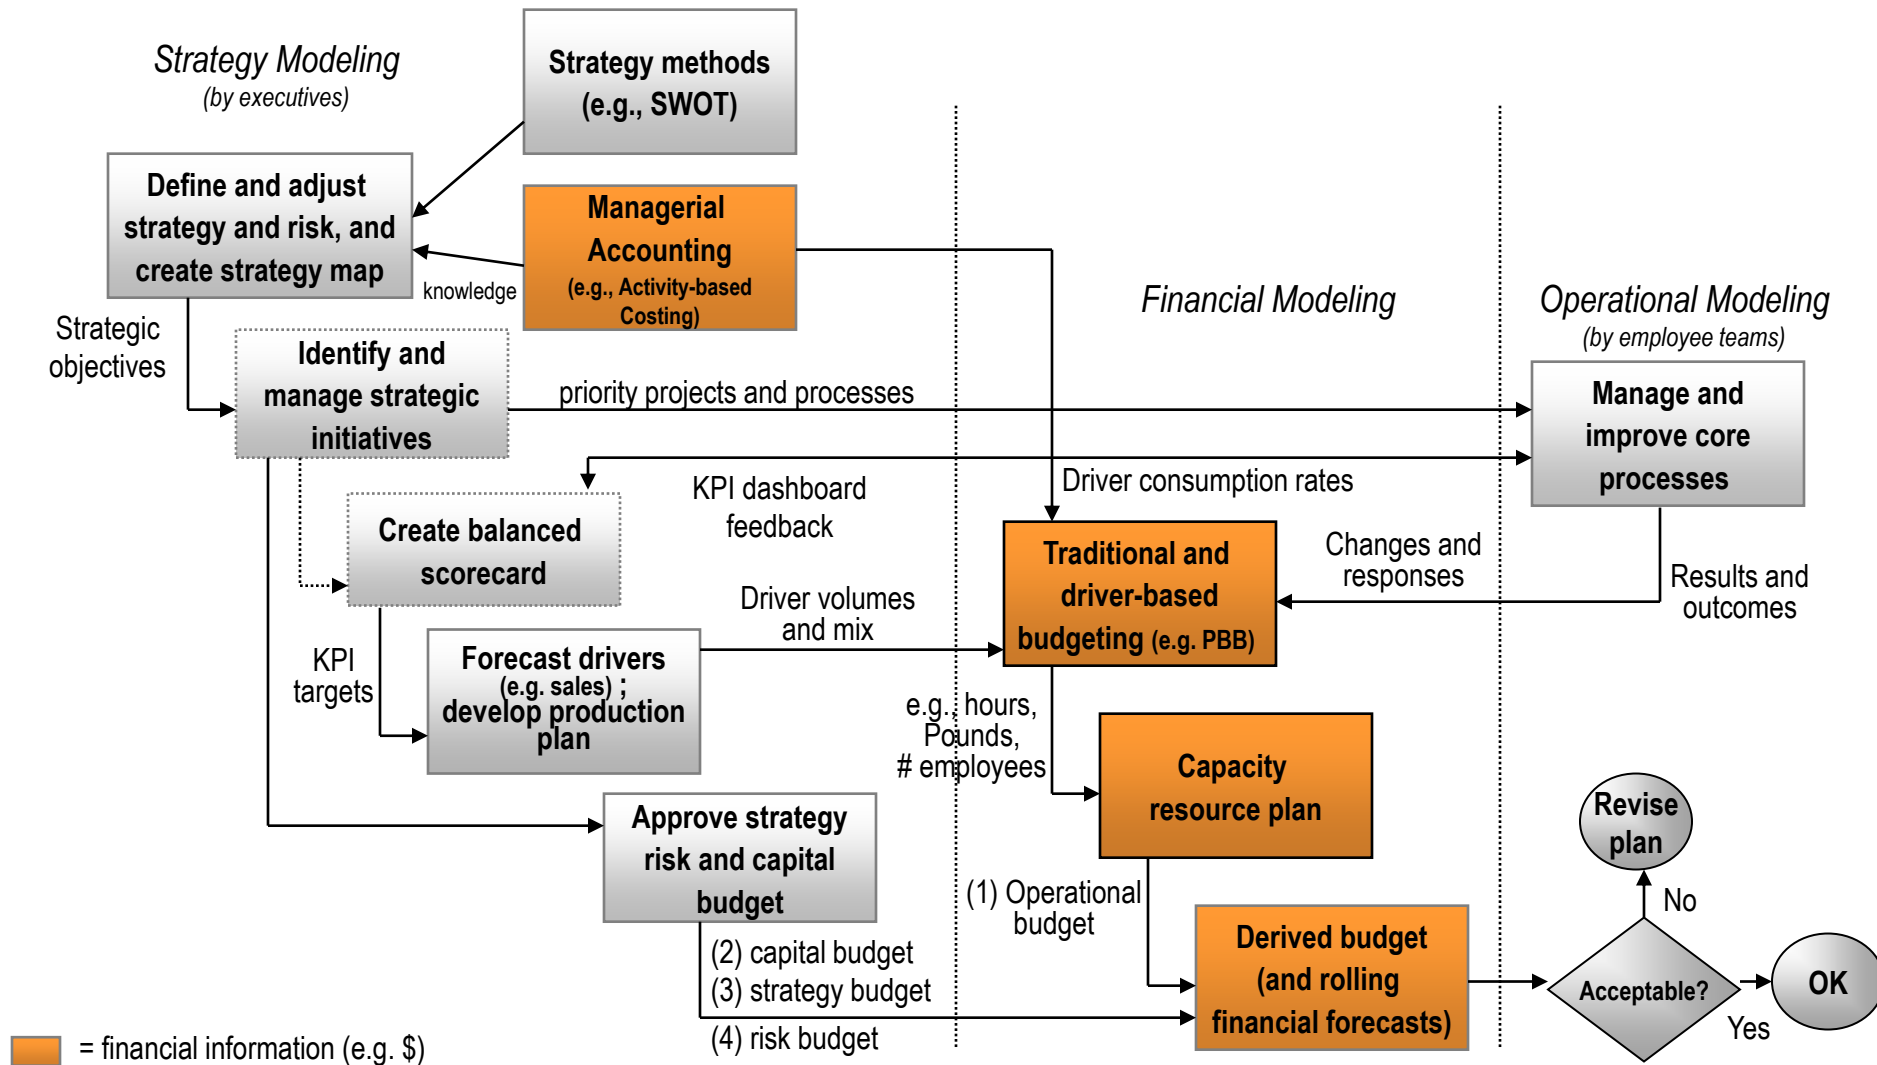 Strategy Modeling
(by executives)
Strategy methods
(e.g., SWOT)
Define and adjust
strategy and risk, and
create strategy map
Managerial
Accounting
(e.g., Activity-based
Costing)
knowledge
Financial Modeling
Operational Modeling
(by employee teams)
Strategic
objectives
Identify and
manage strategic
initiatives
priority projects and processes
Manage and
improve core
processes
KPI dashboard
feedback
Driver consumption rates
Create balanced
scorecard
Traditional and
driver-based
budgeting (e.g. PBB)
Changes and
responses
Results and
outcomes
Driver volumes
and mix
KPI
targets
Forecast drivers
(e.g. sales) ;
develop production
plan
e.g., hours,
Pounds,
# employees
Capacity
resource plan
Approve strategy
risk and capital
budget
Revise
plan
(1) Operational
budget
No
(2) capital budget
(3) strategy budget
(4) risk budget
Derived budget
(and rolling
financial forecasts)
Acceptable?
OK
Yes
= financial information (e.g. $)